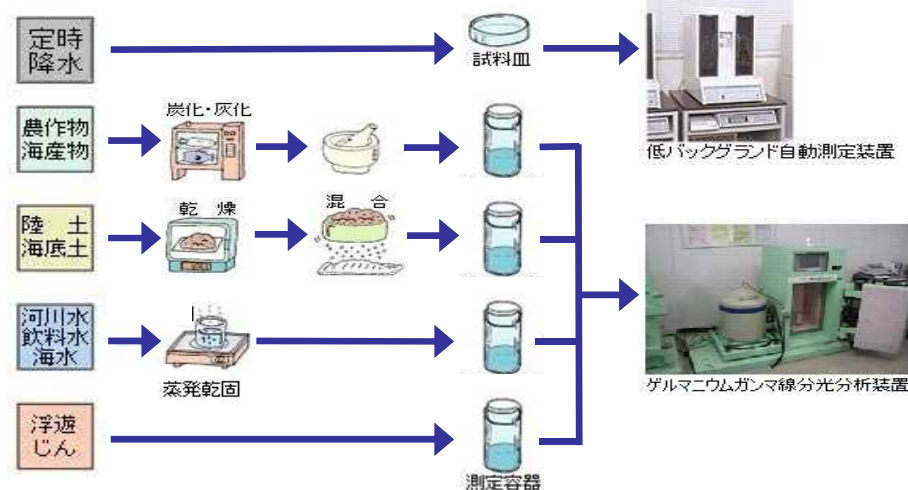 定時
降水
試料皿
低バックグランド自動測定装置
農作物
海産物
炭化・灰化
陸 土
海底土
乾 燥
混 合
河川水
飲料水
海水
蒸発乾固
ゲルマニウムガンマ線分光分析装置
浮遊
じん
測定容器